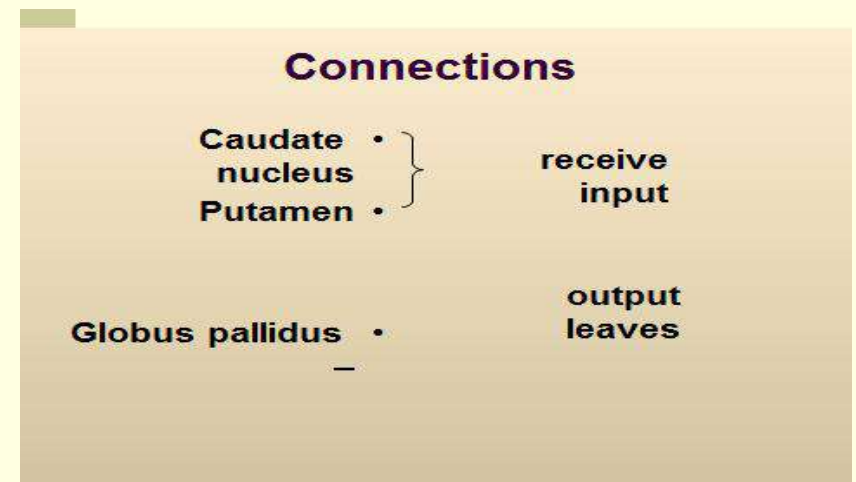 Connections
Caudate •
nucleus
Putamen •
receive
input
Globus pallidus •
–
output
leaves